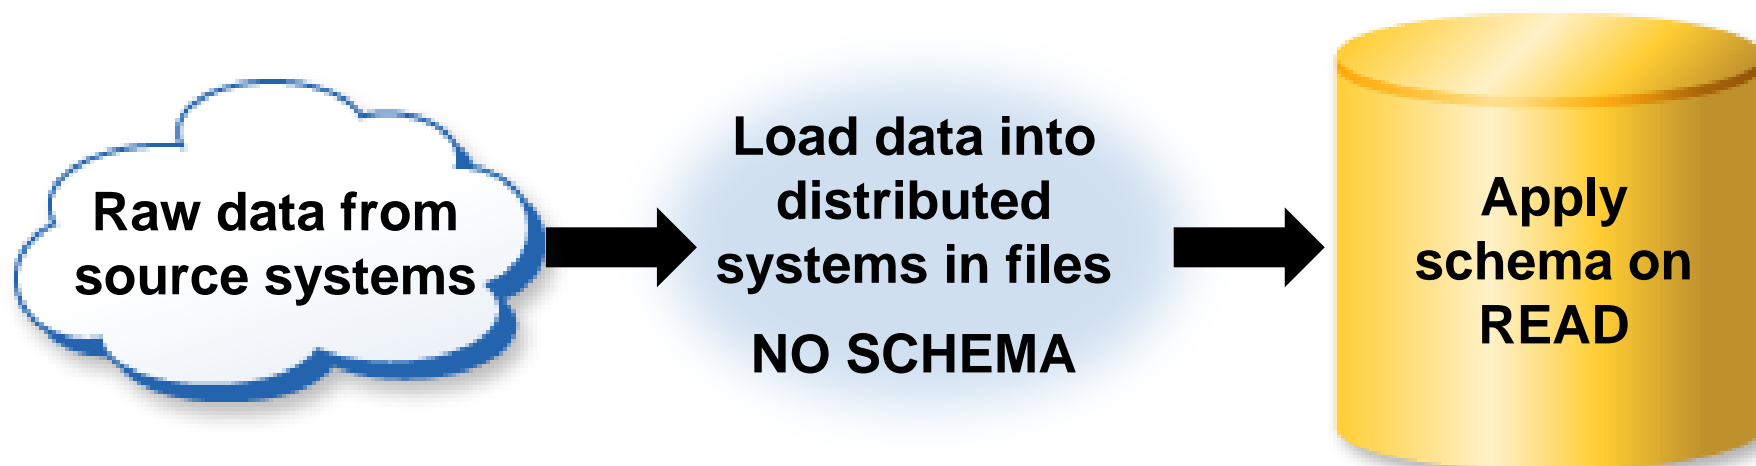 Raw data from
source systems
Load data into
distributed
systems in files
NO SCHEMA
Apply
schema on
READ